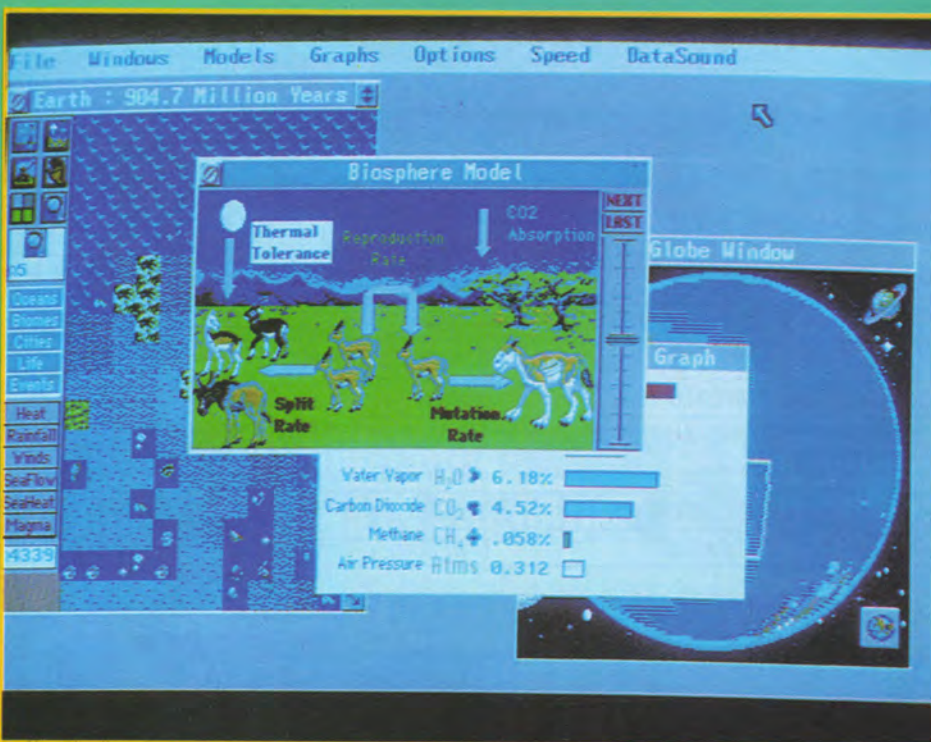 File Windows Models Graphs Options Speed DataSound
Earth : 904.7 Million Years
Biosphere Model
NEXT
LAST
Thermal
Tolerance
Reproduction
Rate
CO2
Absorption
Split
Rate
Mutation
Rate
Globe Window
Graph
Oceans
Biomes
Cities
Life
Events
Heat
Rainfall
Winds
SeaFlow
SeaHeat
Magma
4339
Water Vapor H₂O 6.18%
Carbon Dioxide CO₂ 4.52%
Methane CH₄ .058%
Air Pressure Atms 0.312